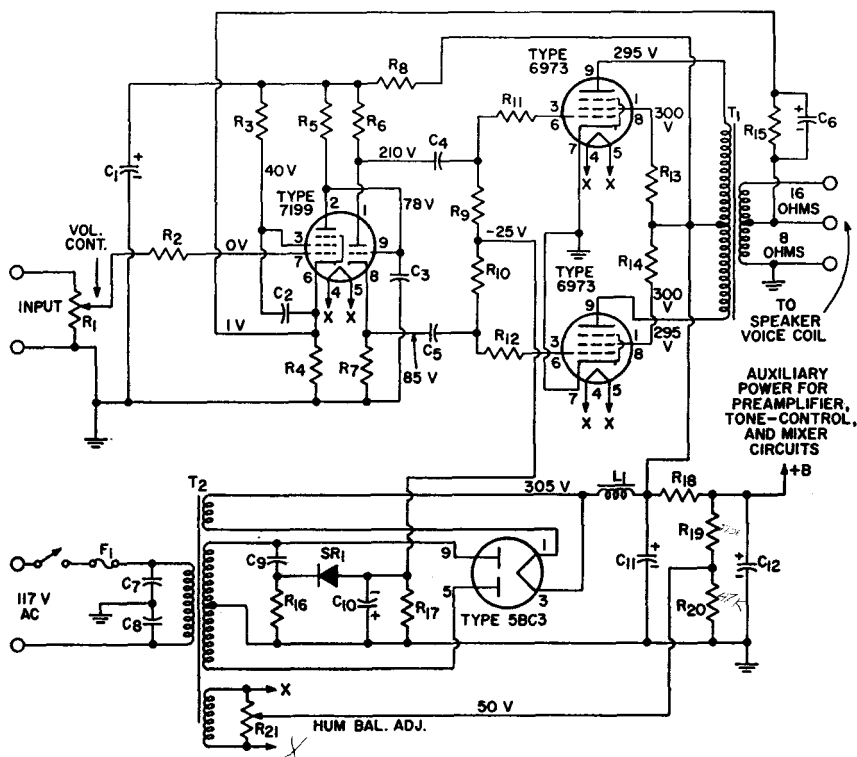 TYPE
6973
295 V
9
R8
R3
R5
R6
R11
3
6
1
8
300
V
T1
R15
+
-
C6
C4
7
4
5
X
X
C1
+
-
40 V
210 V
TYPE
7199
2
1
78 V
R9
R13
16
OHMS
VOL.
CONT.
R2
0V
3
7
9
-25 V
8
OHMS
6
4
5
8
C3
R10
TYPE
6973
R14
INPUT
R1
C2
X
X
9
300
V
1 V
C5
R12
3
6
1
8
295
V
TO
SPEAKER
VOICE COIL
R4
R7
85 V
7
4
5
X
X
AUXILIARY
POWER FOR
PREAMPLIFIER,
TONE-CONTROL,
AND MIXER
CIRCUITS
+B
T2
305 V
L1
R18
F1
C9
SR1
9
1
R19
117 V
AC
C7
C8
R16
C10
-
+
R17
5
3
TYPE 5BC3
C11
+
-
R20
+
-
C12
X
R21
50 V
HUM BAL. ADJ.
X